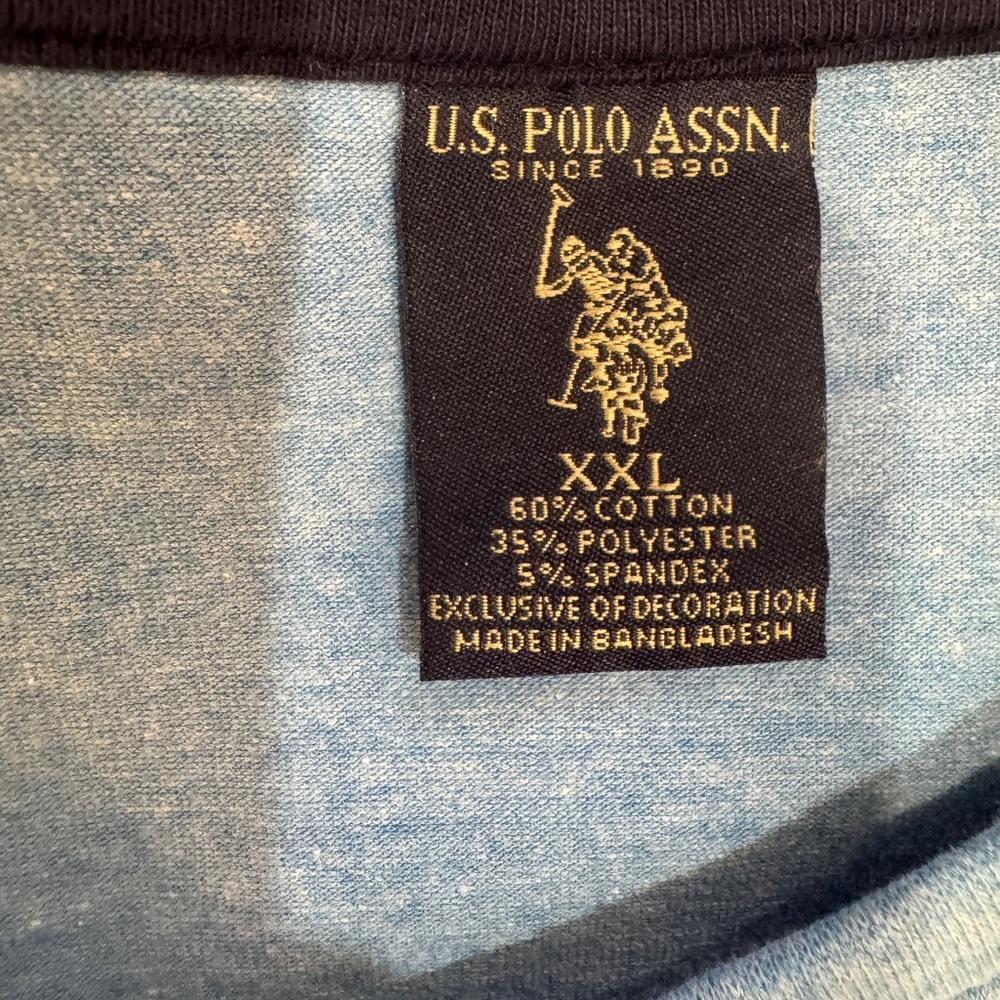 U.S. POLO ASSN.
SINCE 1890
XXL
60% COTTON
35% POLYESTER
5% SPANDEX
EXCLUSIVE OF DECORATION
MADE IN BANGLADESH